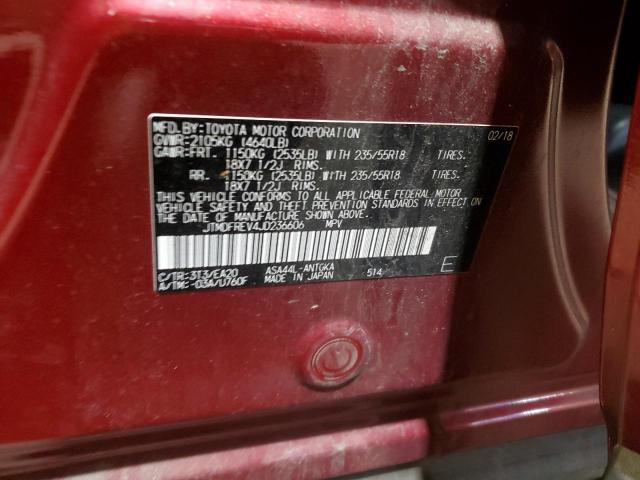 MFD.BY:TOYOTA MOTOR CORPORATION 02/18
GVWR-2105KG (4640LB)
GAWR-FRT. 1150KG (2535LB) WITH 235/55R18 TIRES.
18X7 1/2J RIMS.
RR. 1150KG (2535LB) WITH 235/55R18 TIRES.
18X7 1/2J RIMS.
THIS VEHICLE CONFORMS TO ALL APPLICABLE FEDERAL MOTOR
VEHICLE SAFETY AND THEFT PREVENTION STANDARDS IN EFFECT ON
THE DATE OF MANUFACTURE SHOWN ABOVE.
JTMDFREV4JD236606 MPV
C/TR:3T3/EA20 ASA44L-ANTGKA E
A/TM:-03A/U760F MADE IN JAPAN 514